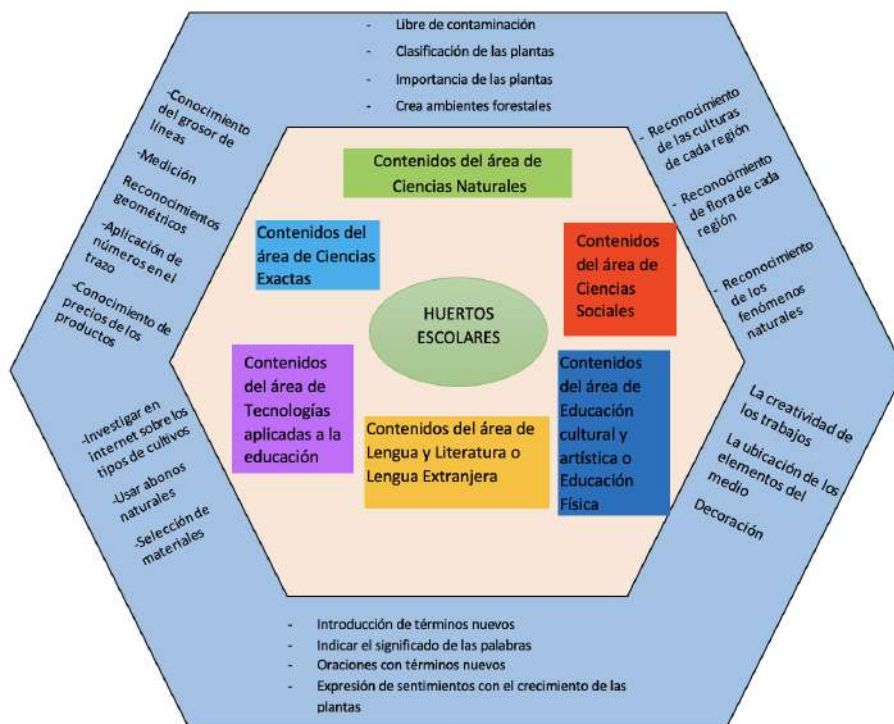 - Libre de contaminación
- Clasificación de las plantas
- Importancia de las plantas
- Crea ambientes forestales
-Conocimiento
del grosor de
líneas
-Medición
Reconocimientos
geométricos
-Aplicación de
números en el
trazo
-Conocimiento de
precios de los
productos
- Reconocimiento
de las culturas
de cada región
- Reconocimiento
de flora de cada
región
- Reconocimiento
de los
fenómenos
naturales
Contenidos del área de
Ciencias Naturales
Contenidos del
área de Ciencias
Exactas
Contenidos
del área de
Ciencias
Sociales
HUERTOS
ESCOLARES
Contenidos
del área de
Tecnologías
aplicadas a la
educación
Contenidos del área de
Lengua y Literatura o
Lengua Extranjera
Contenidos
del área de
Educación
cultural y
artística o
Educación
Física
-Investigar en
internet sobre los
tipos de cultivo
-Usar abonos
naturales
-Selección de
materiales
La creatividad de
los trabajos
La ubicación de los
elementos del
medio
Decoración
- Introducción de términos nuevos
- Indicar el significado de las palabras
- Oraciones con términos nuevos
- Expresión de sentimientos con el crecimiento de las
plantas